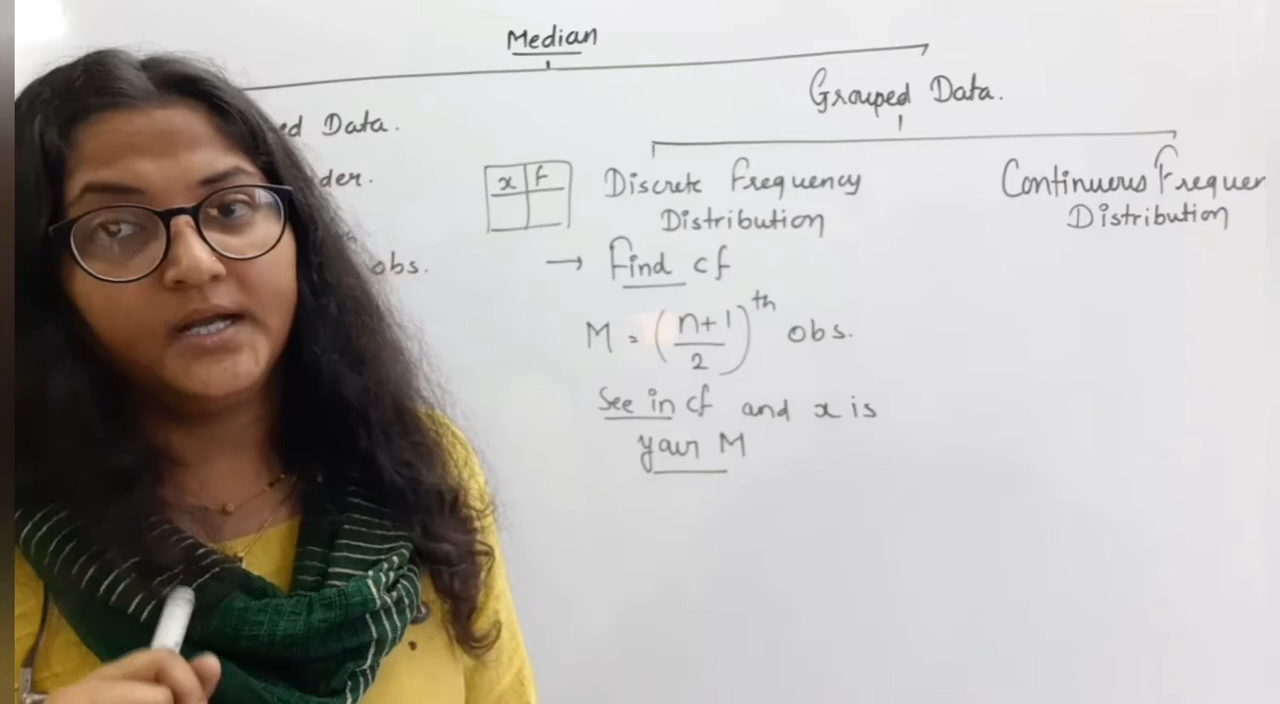 Median
Grouped Data.
ed Data.
der.
obs.
x f
Discrete Frequency
Distribution
Continuous Frequen
Distribution
→ Find cf
M = (n+1/2)th obs.
See in cf and x is
your M